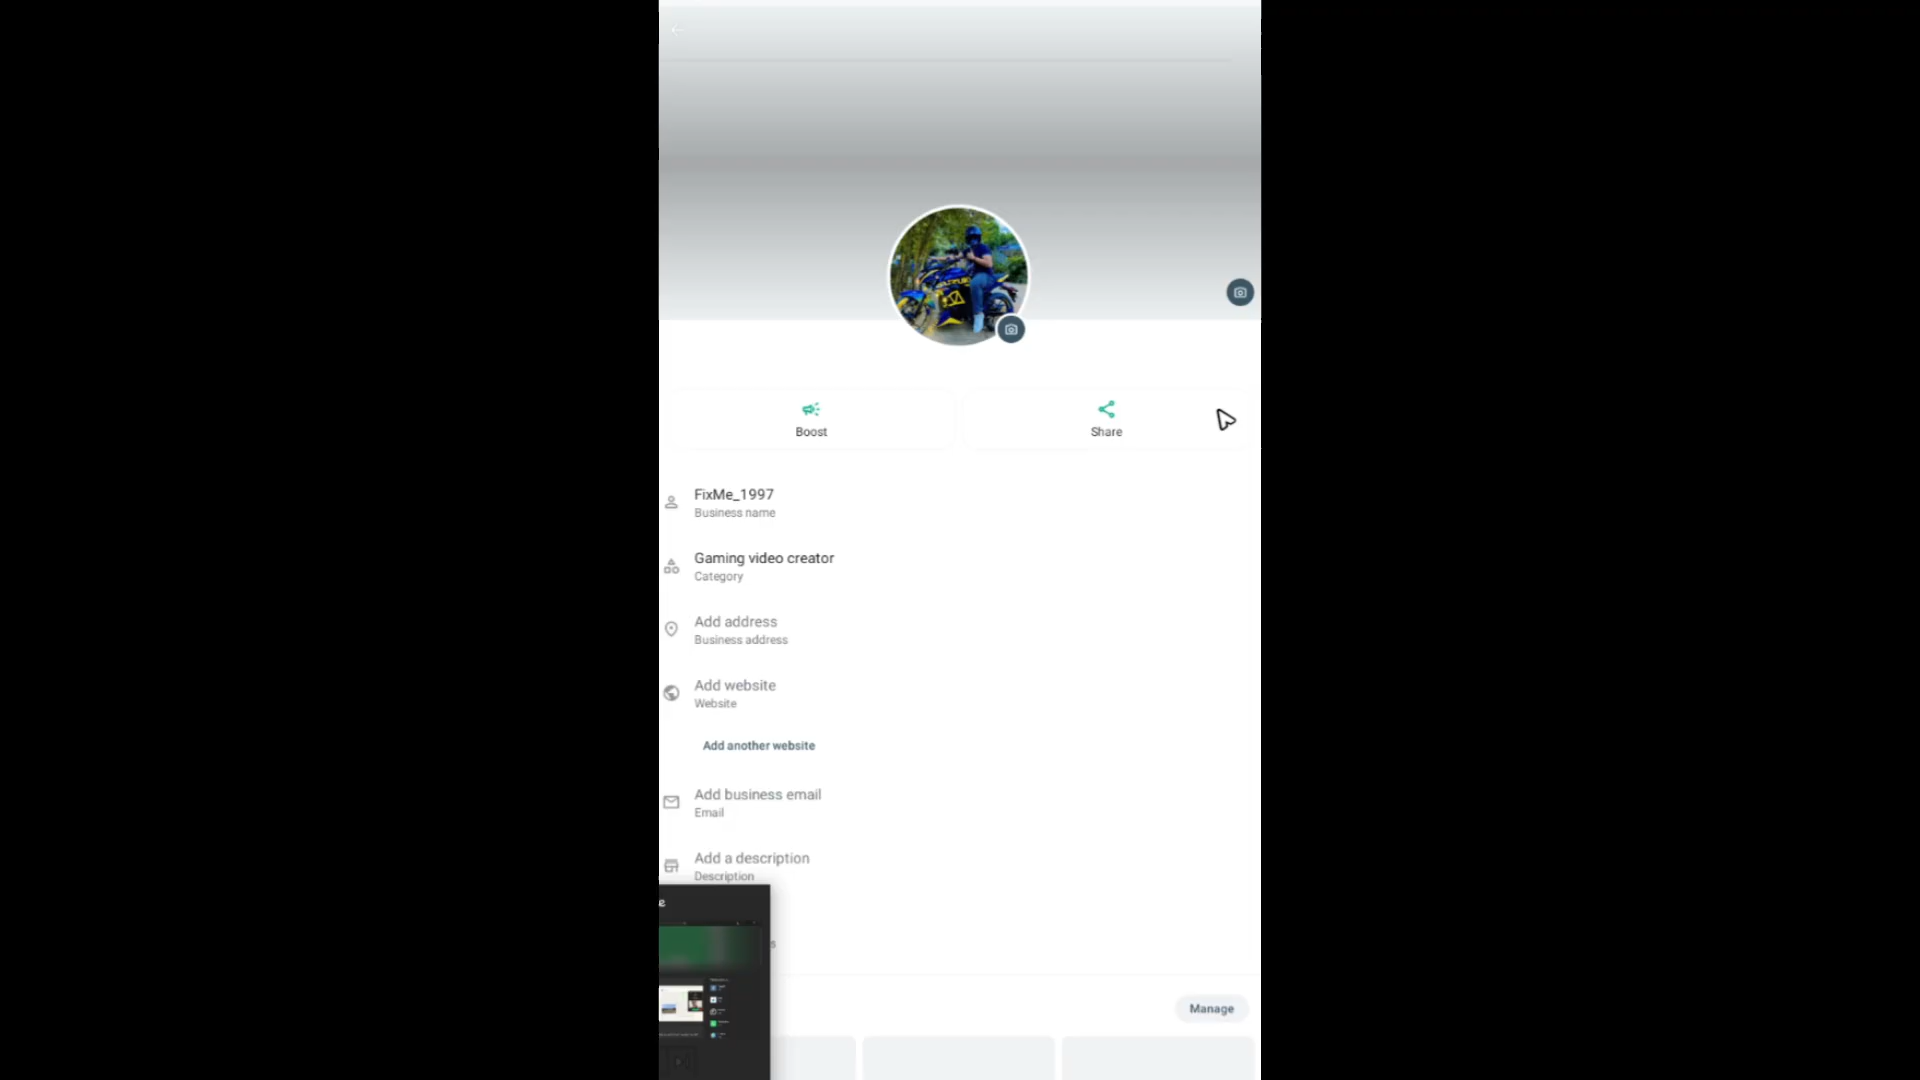 Boost
Share
FixMe_1997
Business name
Gaming video creator
Category
Add address
Business address
Add website
Website
Add another website
Add business email
Email
Add a description
Description
Manage